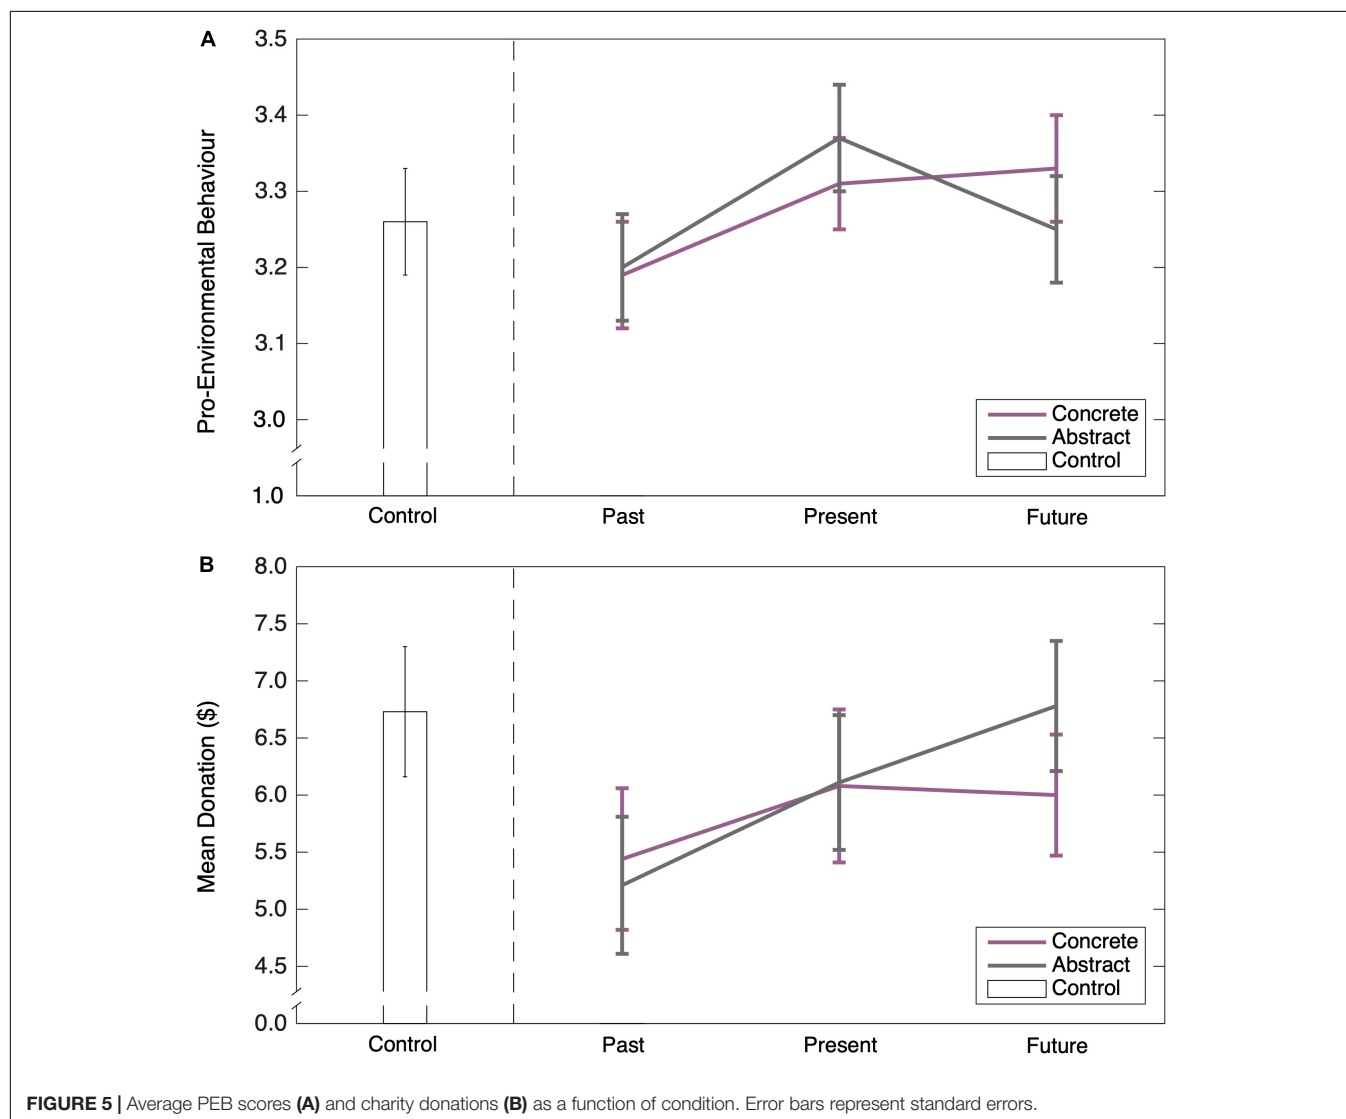 A
Pro-Environmental Behaviour
3.5
3.4
3.3
3.2
3.1
3.0
1.0
Control
Past
Present
Future
Concrete
Abstract
Control
B
Mean Donation ($)
8.0
7.5
7.0
6.5
6.0
5.5
5.0
4.5
0.0
Control
Past
Present
Future
Concrete
Abstract
Control
FIGURE 5 | Average PEB scores (A) and charity donations (B) as a function of condition. Error bars represent standard errors.